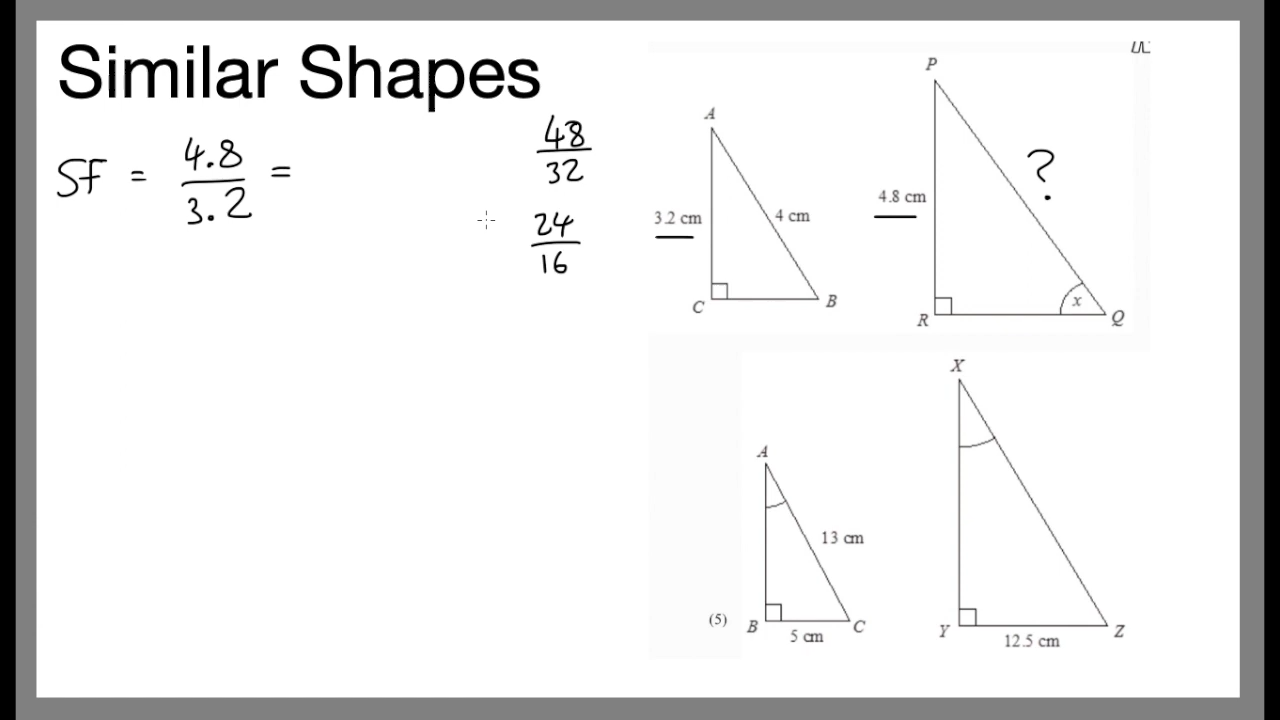 Similar Shapes
SF = 4.8 / 3.2 =
48 / 32
24 / 16
A
3.2 cm
4 cm
C
B
P
?
4.8 cm
x
R
Q
A
13 cm
(5)
B
C
5 cm
X
Y
Z
12.5 cm